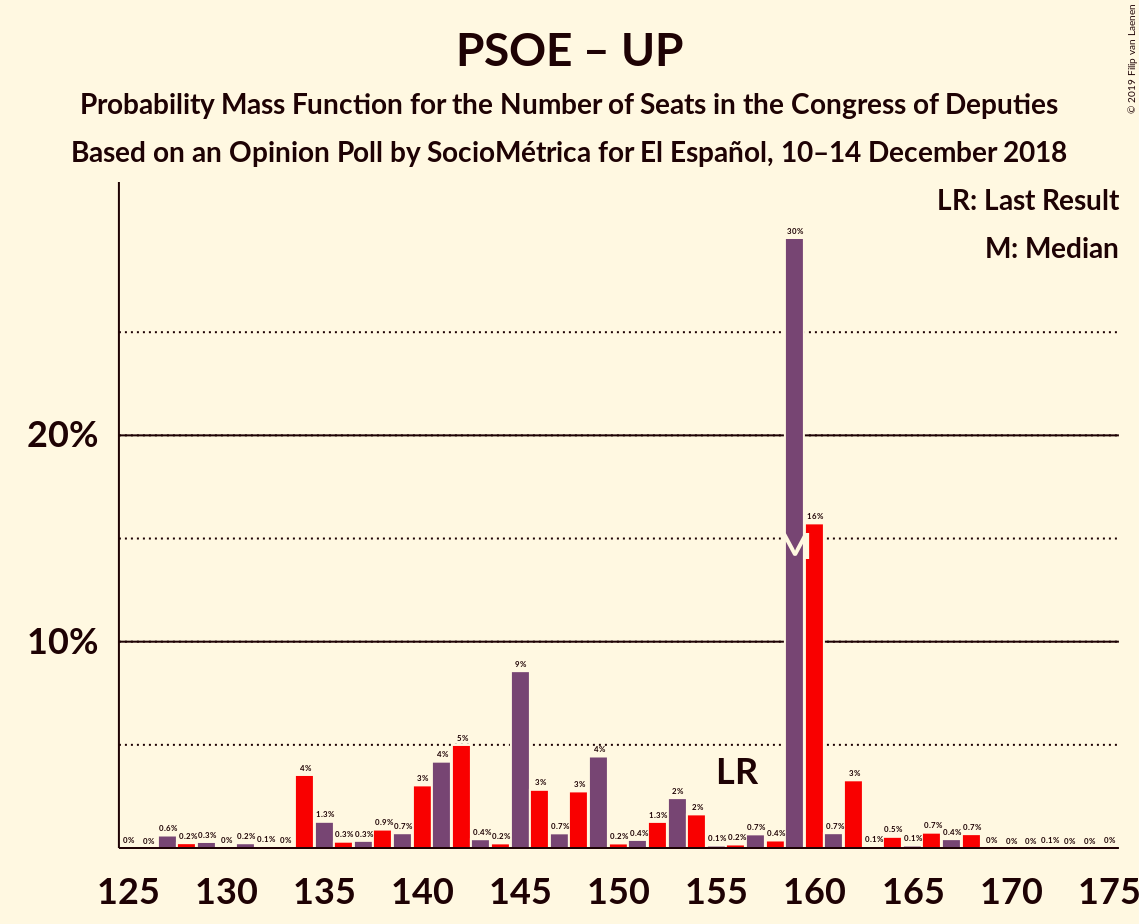 PSOE – UP
Probability Mass Function for the Number of Seats in the Congress of Deputies
Based on an Opinion Poll by SocioMétrica for El Español, 10–14 December 2018
© 2019 Filip van Laenen
LR: Last Result
M: Median
20%
10%
0% 0% 0.6% 0.2% 0.3% 0% 0.2% 0.1% 0% 4% 1.3% 0.3% 0.3% 0.9% 0.7% 3% 4% 5% 0.4% 0.2% 9% 3% 0.7% 3% 4% 0.2% 0.4% 1.3% 2% 2% 0.1% 0.2% 0.7% 0.4% 30% 16% 0.7% 3% 0.1% 0.5% 0.1% 0.7% 0.4% 0.7% 0% 0% 0% 0.1% 0% 0% 0%
LR
M
125 130 135 140 145 150 155 160 165 170 175